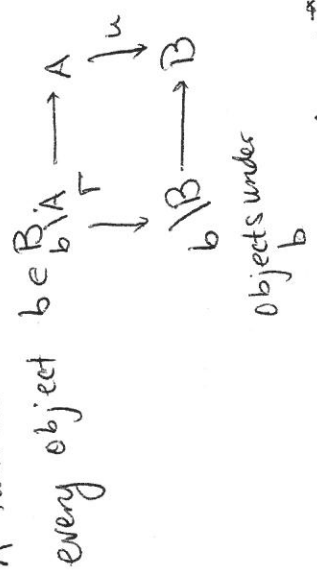 every object b ∈ B
b\A ⟶ A
↓ ↓ u
b\B ⟶ B
objects under
b